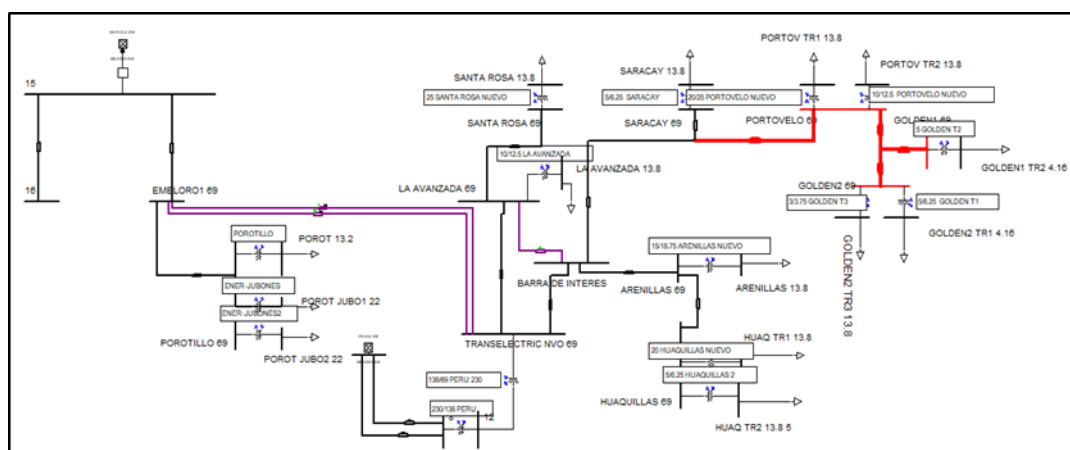 PORTOV TR1 13.8
SANTA ROSA 13.8
SARACAY 13.8
PORTOV TR2 13.8
15
25 SANTA ROSA NUEVO
5/6.25 SARACAY
20/25 PORTOVELO NUEVO
10/12.5 PORTOVELO NUEVO
SANTA ROSA 69
SARACAY 69
PORTOVELO 69
GOLDEN1 69
5 GOLDEN T2
10/12.5 LA AVANZADA
LA AVANZADA 13.8
GOLDEN1 TR2 4.16
16
EMELORO1 69
LA AVANZADA 69
GOLDEN2 69
3/3.75 GOLDEN T3
5/6.25 GOLDEN T1
GOLDEN2 TR1 4.16
GOLDEN2 TR3 13.8
POROTILLO
POROT 13.2
15/18.75 ARENILLAS NUEVO
ENER-JUBONES
BARRA DE INTERES
ARENILLAS 69
ARENILLAS 13.8
POROT JUBO1 22
ENER-JUBONES2
POROTILLO 69
POROT JUBO2 22
TRANSELECTRIC NVO 69
HUAQ TR1 13.8
20 HUAQUILLAS NUEVO
5/6.25 HUAQUILLAS 2
138/69 PERU 230
HUAQUILLAS 69
HUAQ TR2 13.8 5
230/138 PERU
12